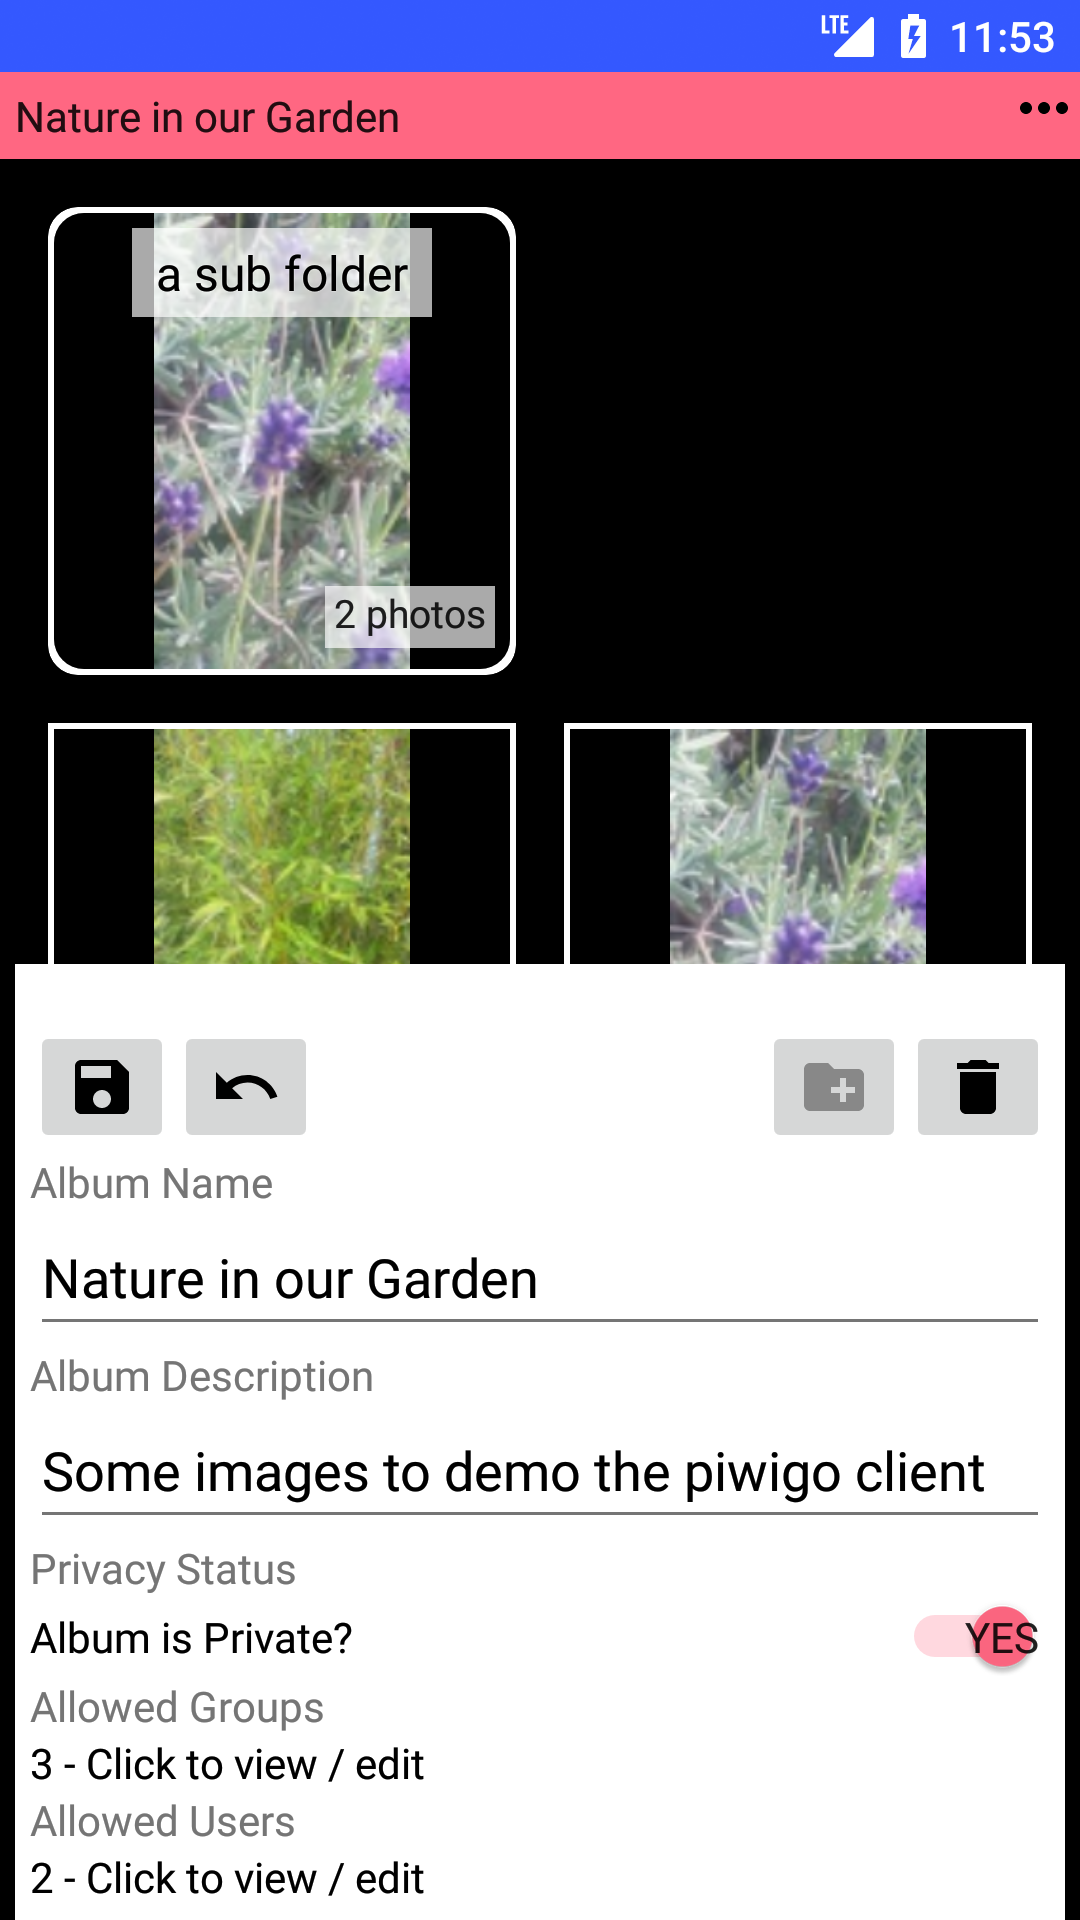 LTE 11:53
Nature in our Garden
a sub folder
2 photos
Album Name
Nature in our Garden
Album Description
Some images to demo the piwigo client
Privacy Status
Album is Private? YES
Allowed Groups
3 - Click to view / edit
Allowed Users
2 - Click to view / edit